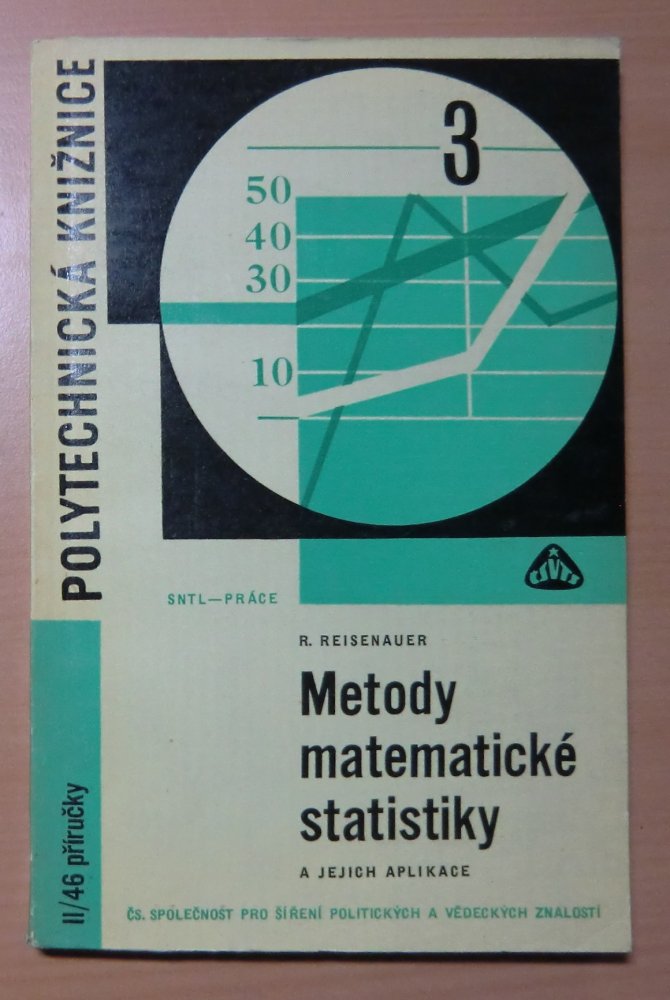 POLYTECHNICKÁ KNIŽNICE
3
50
40
30
10
ČSVTS
SNTL—PRÁCE
R. REISENAUER
Metody
matematické
statistiky
A JEJICH APLIKACE
II/46 příručky
ČS. SPOLEČNOST PRO ŠÍŘENÍ POLITICKÝCH A VĚDECKÝCH ZNALOSTÍ